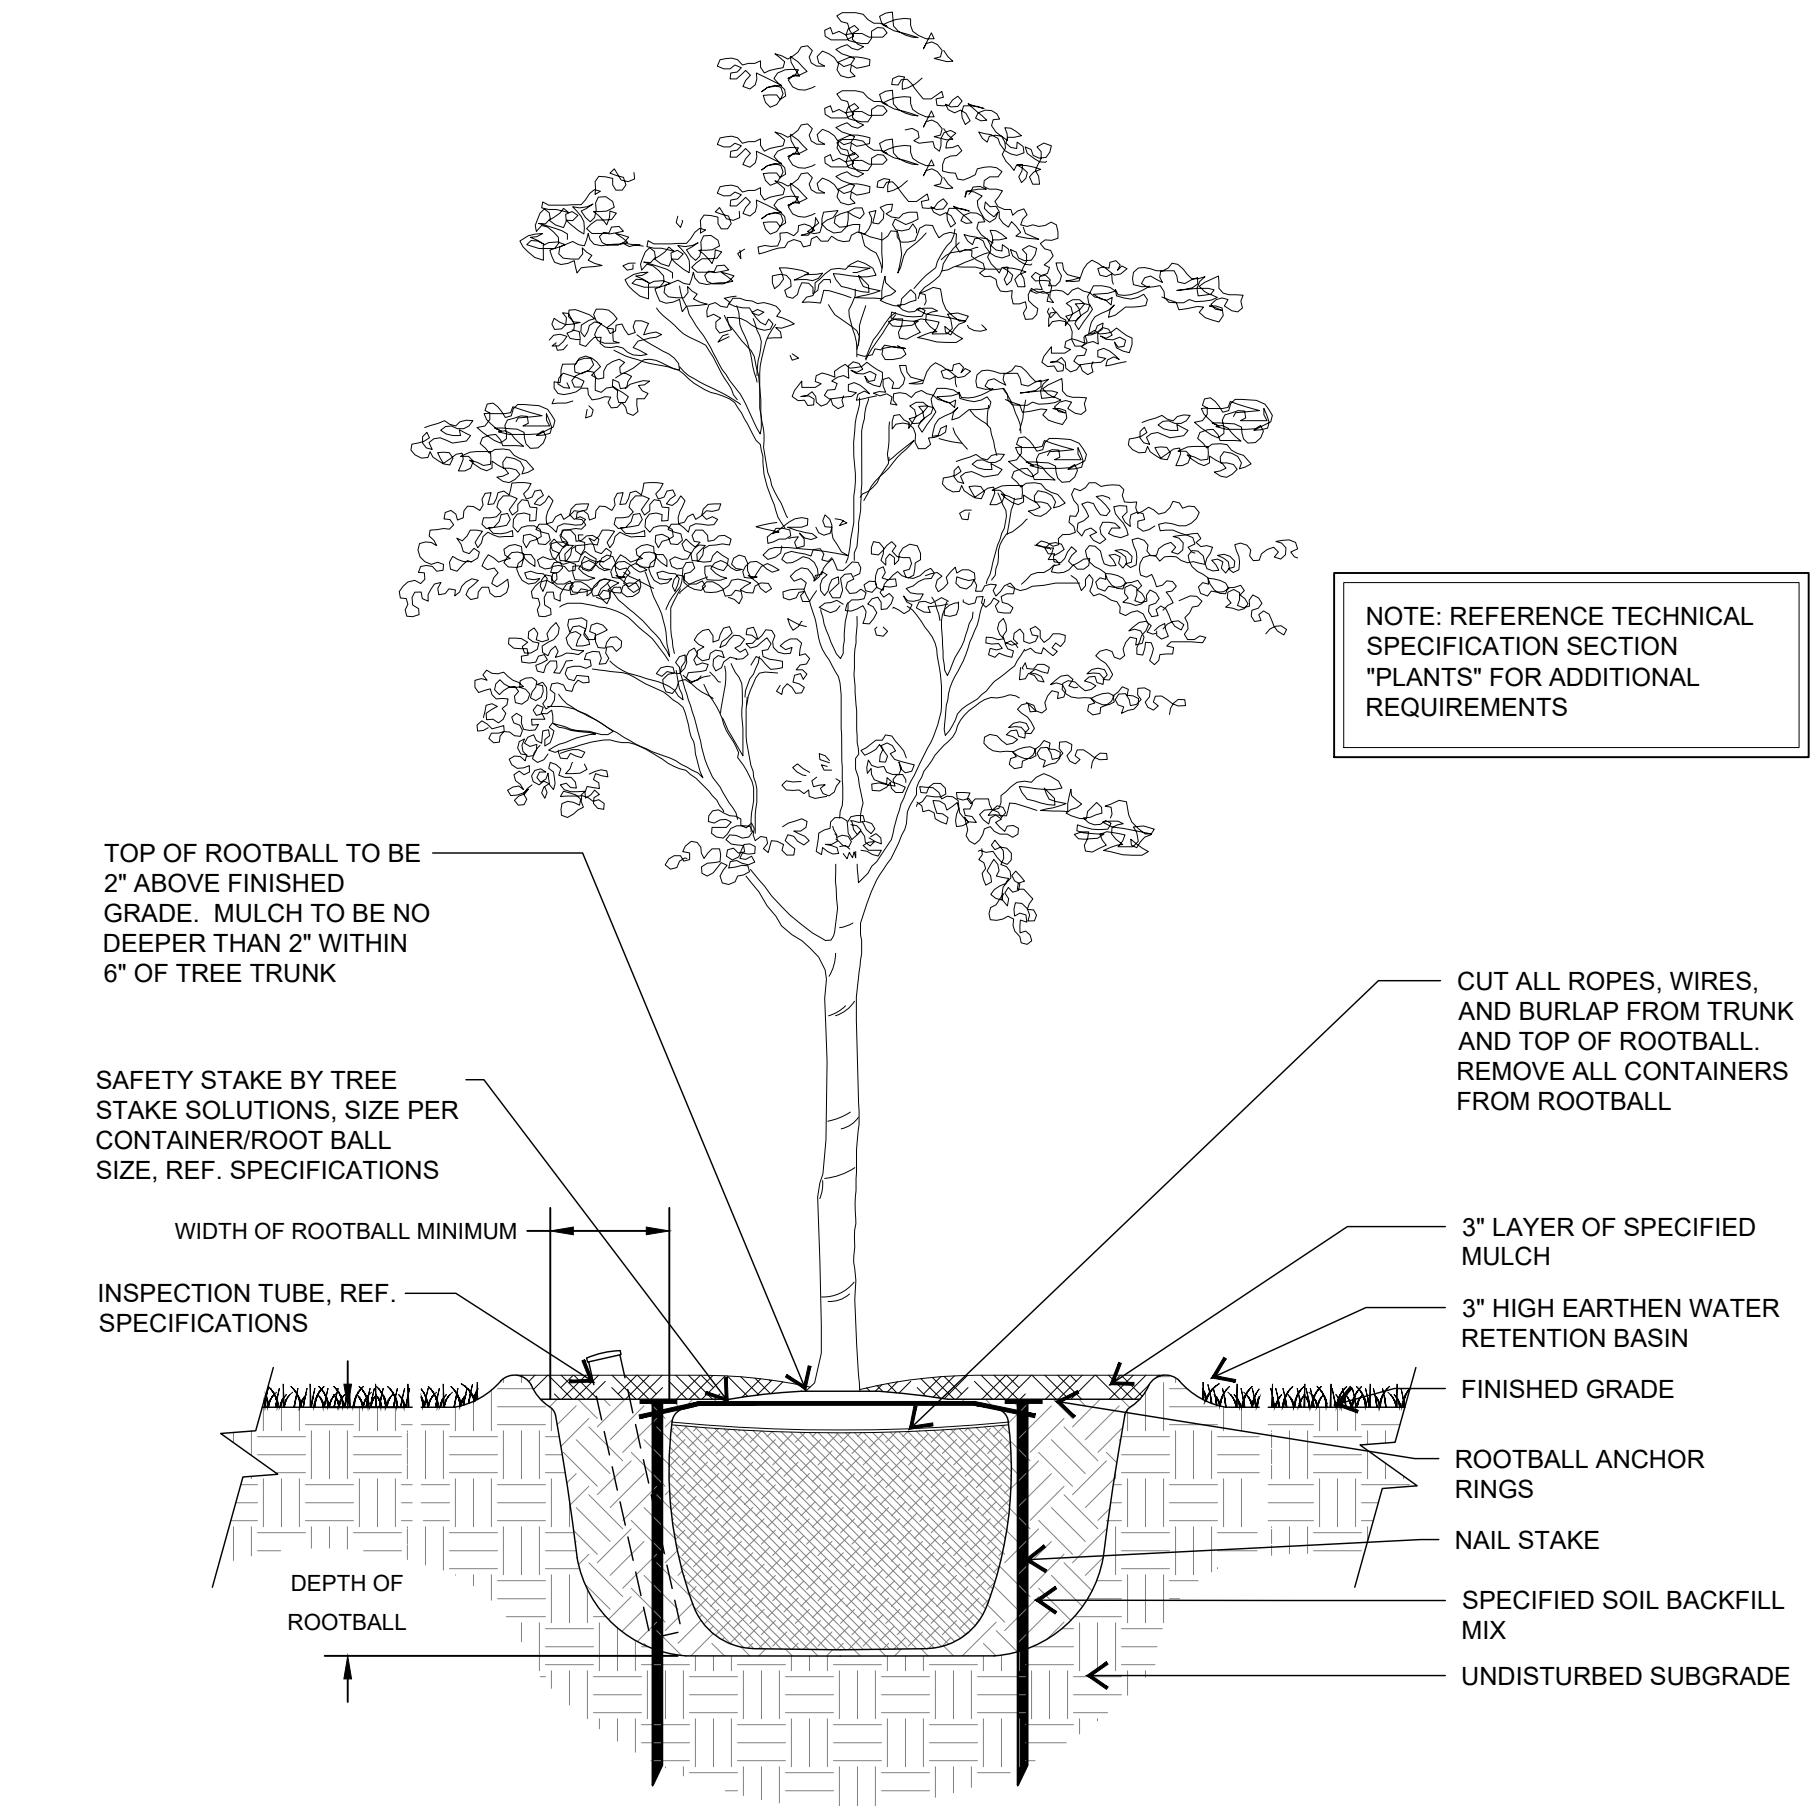 NOTE: REFERENCE TECHNICAL
SPECIFICATION SECTION
"PLANTS" FOR ADDITIONAL
REQUIREMENTS
TOP OF ROOTBALL TO BE
2" ABOVE FINISHED
GRADE. MULCH TO BE NO
DEEPER THAN 2" WITHIN
6" OF TREE TRUNK
SAFETY STAKE BY TREE
STAKE SOLUTIONS, SIZE PER
CONTAINER/ROOT BALL
SIZE, REF. SPECIFICATIONS
WIDTH OF ROOTBALL MINIMUM
INSPECTION TUBE, REF.
SPECIFICATIONS
DEPTH OF
ROOTBALL
CUT ALL ROPES, WIRES,
AND BURLAP FROM TRUNK
AND TOP OF ROOTBALL.
REMOVE ALL CONTAINERS
FROM ROOTBALL
3" LAYER OF SPECIFIED
MULCH
3" HIGH EARTHEN WATER
RETENTION BASIN
FINISHED GRADE
ROOTBALL ANCHOR
RINGS
NAIL STAKE
SPECIFIED SOIL BACKFILL
MIX
UNDISTURBED SUBGRADE